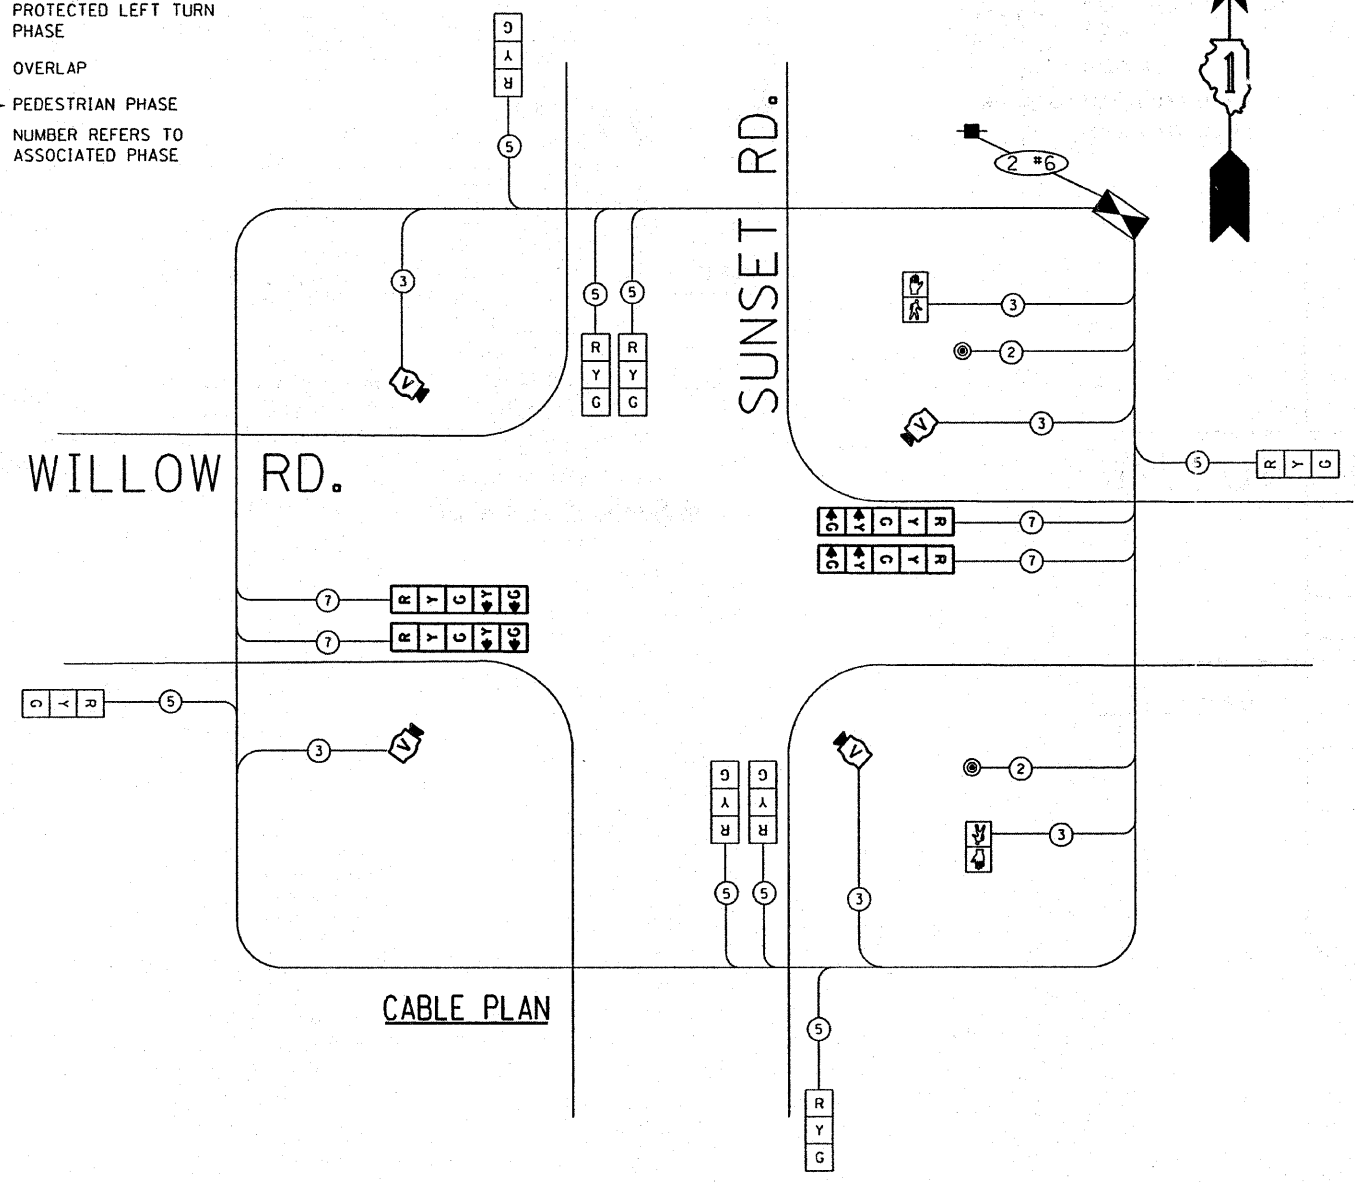 PROTECTED LEFT TURN
PHASE
OVERLAP
PEDESTRIAN PHASE
NUMBER REFERS TO
ASSOCIATED PHASE
G
Y
R
5
SUNSET RD.
1
2 #6
3
5
5
R
Y
G
R
Y
G
V
3
2
V
3
5
R Y G
WILLOW RD.
G Y G Y R
7
G Y G Y R
7
7
R Y G Y G
7
R Y G Y G
G Y R
5
3
V
G
Y
R
G
Y
R
5
5
V
3
2
3
CABLE PLAN
5
R
Y
G